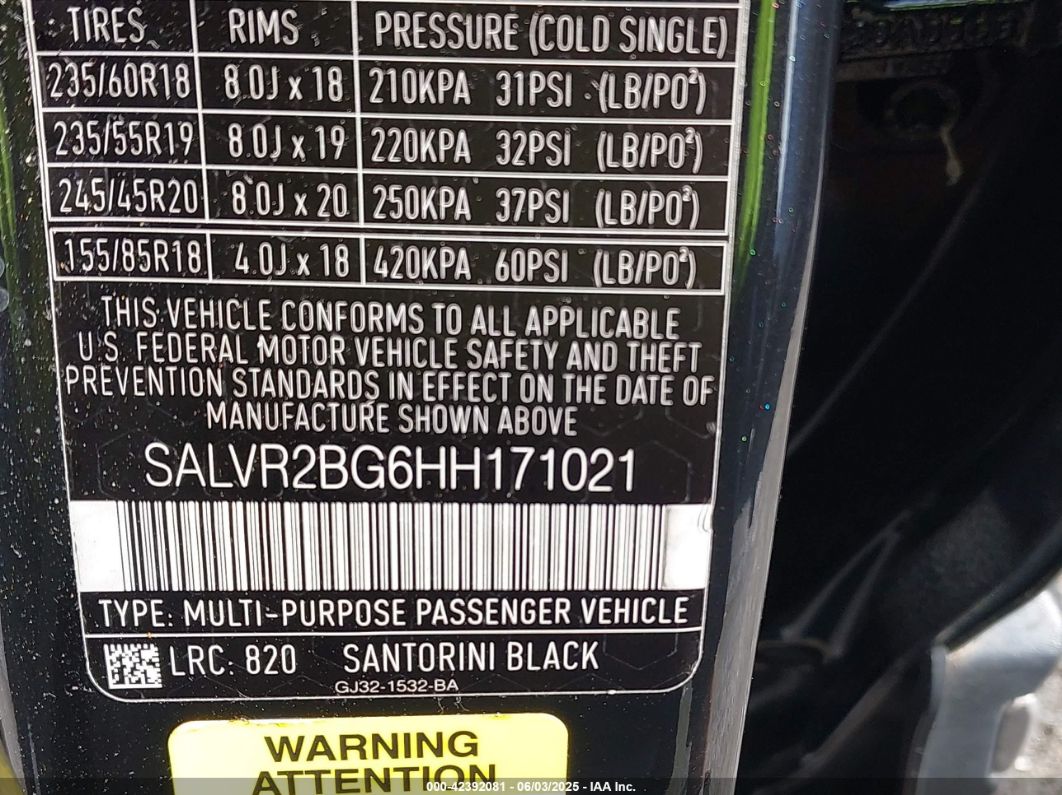 TIRES RIMS PRESSURE (COLD SINGLE)
235/60R18 8.0J x 18 210KPA 31PSI (LB/PO²)
235/55R19 8.0J x 19 220KPA 32PSI (LB/PO²)
245/45R20 8.0J x 20 250KPA 37PSI (LB/PO²)
155/85R18 4.0J x 18 420KPA 60PSI (LB/PO²)
THIS VEHICLE CONFORMS TO ALL APPLICABLE
U.S. FEDERAL MOTOR VEHICLE SAFETY AND THEFT
PREVENTION STANDARDS IN EFFECT ON THE DATE OF
MANUFACTURE SHOWN ABOVE
SALVR2BG6HH171021
TYPE: MULTI-PURPOSE PASSENGER VEHICLE
LRC: 820 SANTORINI BLACK
GJ32-1532-BA
WARNING
ATTENTION
000-42392081 - 06/03/2025 - IAA Inc.